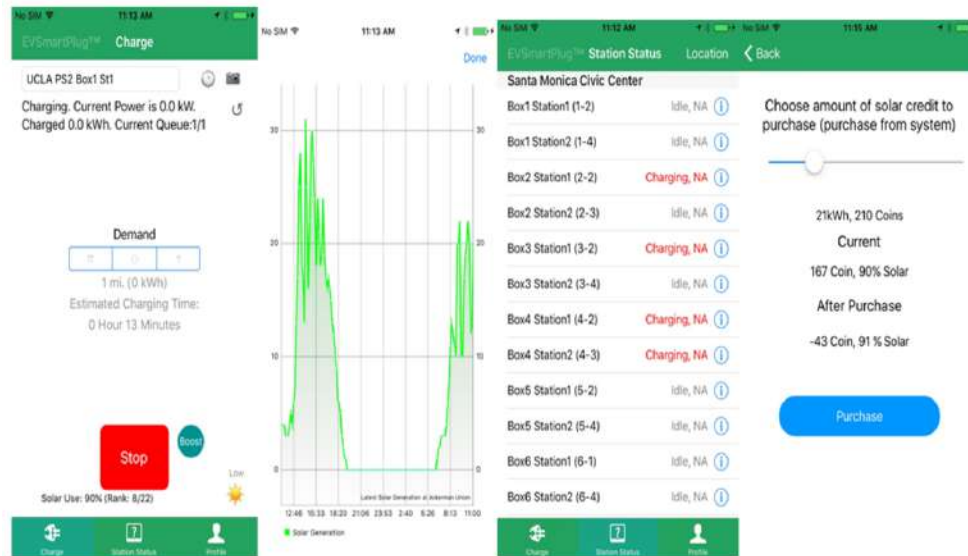 No SIM 11:13 AM
EVSmartPlug™ Charge
UCLA PS2 Box1 St1
Charging. Current Power is 0.0 kW.
Charged 0.0 kWh. Current Queue:1/1
Demand
1 mi. (0 kWh)
Estimated Charging Time:
0 Hour 13 Minutes
Stop
Boost
Low
Solar Use: 90% (Rank: 8/22)
Charge Station Status Profile
No SIM 11:13 AM
Done
30 30
20 20
10 10
0 0
Latest Solar Generation at Ackerman Union
12:46 16:33 18:20 21:06 23:53 2:40 5:26 8:13 11:00
Solar Generation
No SIM 11:12 AM
EVSmartPlug™ Station Status Location
Santa Monica Civic Center
Box1 Station1 (1-2) Idle, NA
Box1 Station2 (1-4) Idle, NA
Box2 Station1 (2-2) Charging, NA
Box2 Station2 (2-3) Idle, NA
Box3 Station1 (3-2) Charging, NA
Box3 Station2 (3-4) Idle, NA
Box4 Station1 (4-2) Charging, NA
Box4 Station2 (4-3) Charging, NA
Box5 Station1 (5-2) Idle, NA
Box5 Station2 (5-4) Idle, NA
Box6 Station1 (6-1) Idle, NA
Box6 Station2 (6-4) Idle, NA
Charge Station Status Profile
No SIM 11:15 AM
Back
Choose amount of solar credit to
purchase (purchase from system)
21kWh, 210 Coins
Current
167 Coin, 90% Solar
After Purchase
-43 Coin, 91 % Solar
Purchase